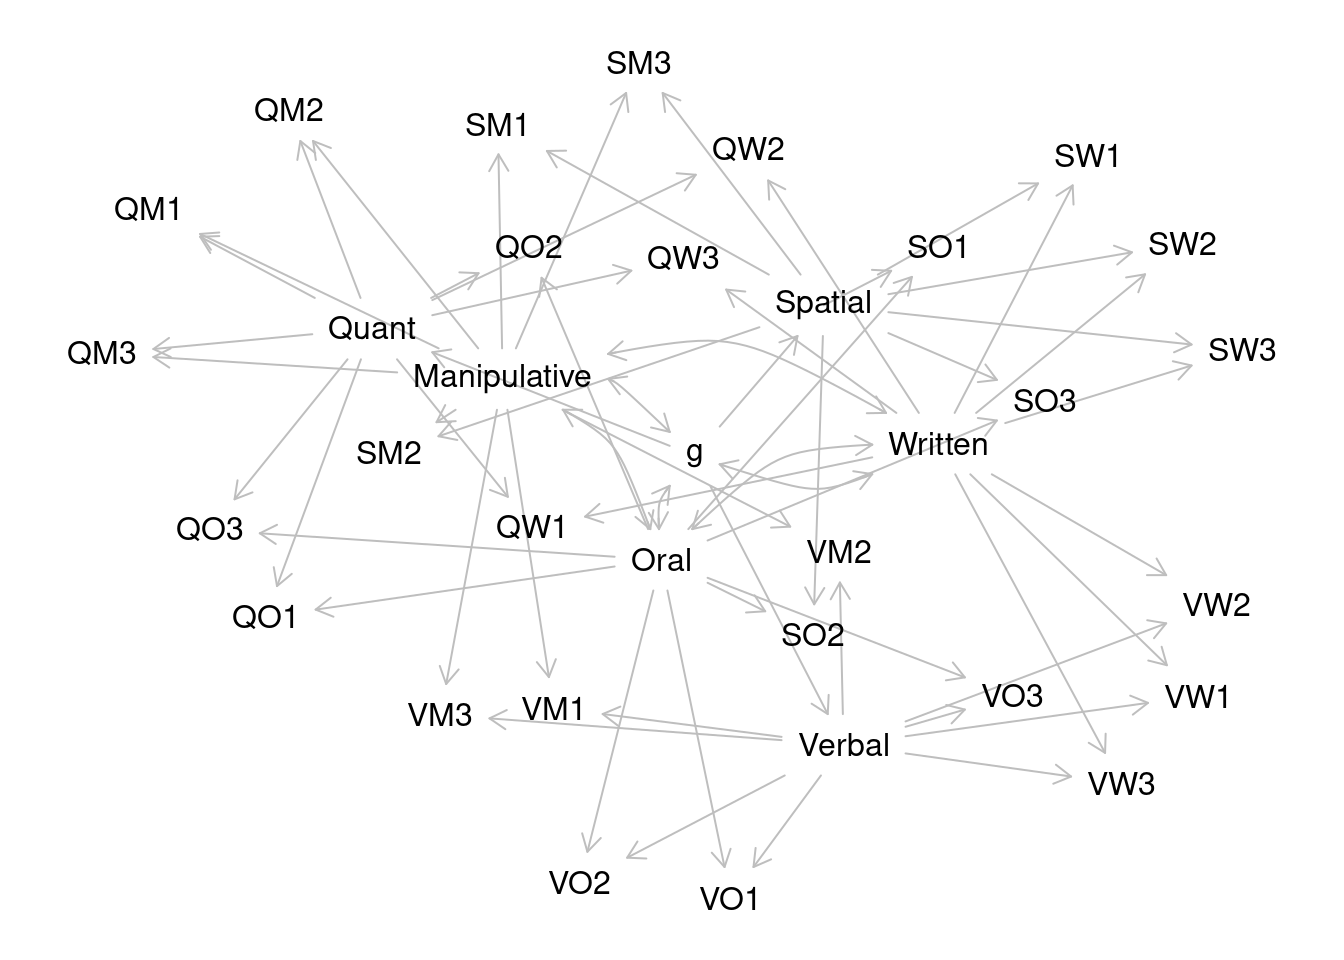 SM3
QM2
SM1
QW2
SW1
QM1
QO2
QW3
SO1
SW2
Spatial
Quant
QM3
SW3
Manipulative
SO3
Written
SM2
g
QO3
QW1
VM2
Oral
QO1
VW2
SO2
VM3
VM1
VO3
VW1
Verbal
VW3
VO2
VO1